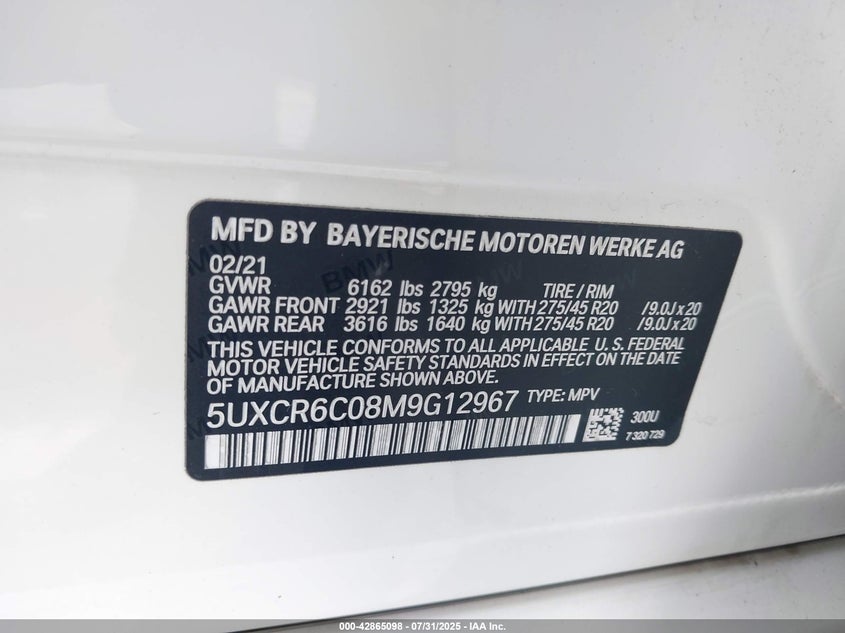 MFD BY BAYERISCHE MOTOREN WERKE AG
02/21
GVWR 6162 lbs 2795 kg TIRE / RIM
GAWR FRONT 2921 lbs 1325 kg WITH 275/45 R20 /9.0J x 20
GAWR REAR 3616 lbs 1640 kg WITH 275/45 R20 /9.0J x 20
THIS VEHICLE CONFORMS TO ALL APPLICABLE U.S. FEDERAL
MOTOR VEHICLE SAFETY STANDARDS IN EFFECT ON THE DATE
OF MANUFACTURE SHOWN ABOVE.
5UXCR6C08M9G12967 TYPE: MPV
300U
7 320 729
000-42865098 - 07/31/2025 - IAA Inc.